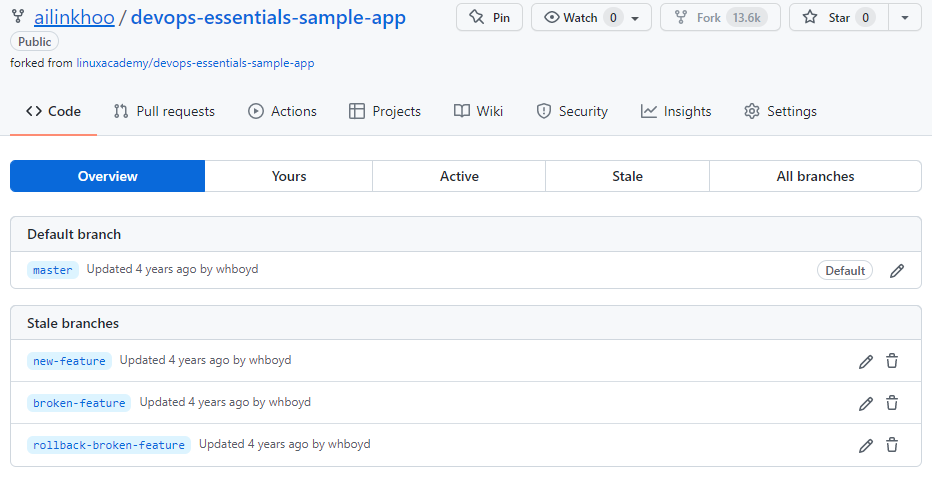 ailinkhoo / devops-essentials-sample-app
Pin
Watch 0
Fork 13.6k
Star 0
Public
forked from linuxacademy/devops-essentials-sample-app
Code
Pull requests
Actions
Projects
Wiki
Security
Insights
Settings
Overview
Yours
Active
Stale
All branches
Default branch
master Updated 4 years ago by whboyd Default
Stale branches
new-feature Updated 4 years ago by whboyd
broken-feature Updated 4 years ago by whboyd
rollback-broken-feature Updated 4 years ago by whboyd